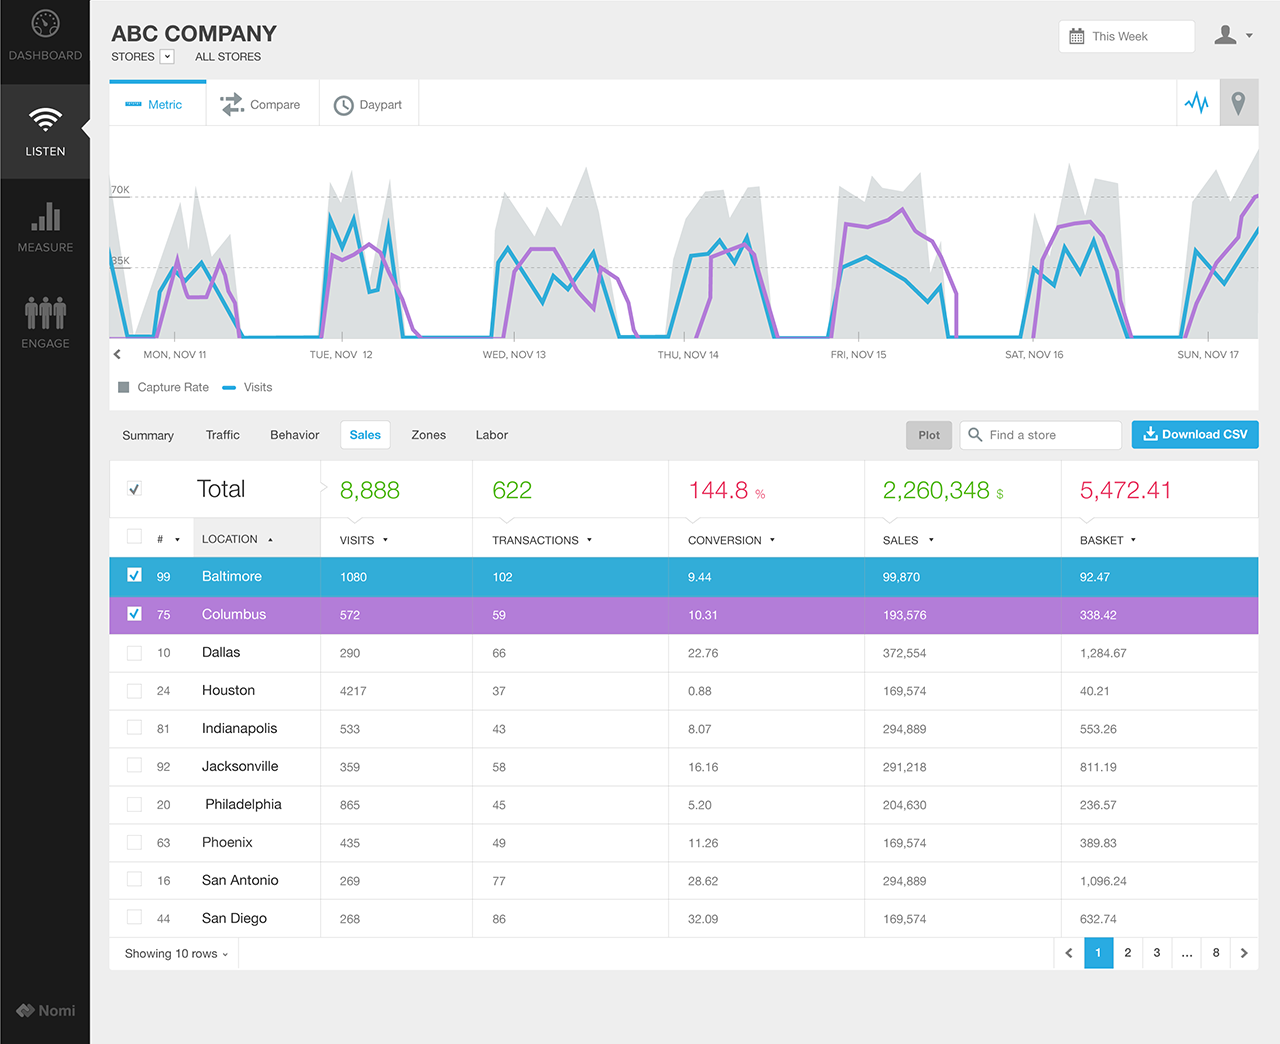 DASHBOARD
LISTEN
MEASURE
ENGAGE
Nomi
ABC COMPANY
STORES ALL STORES
This Week
Metric Compare Daypart
70K
35K
MON, NOV 11 TUE, NOV 12 WED, NOV 13 THU, NOV 14 FRI, NOV 15 SAT, NOV 16 SUN, NOV 17
Capture Rate Visits
Summary Traffic Behavior Sales Zones Labor Plot Find a store Download CSV
Total 8,888 622 144.8 % 2,260,348 $ 5,472.41
# LOCATION VISITS TRANSACTIONS CONVERSION SALES BASKET
99 Baltimore 1080 102 9.44 99,870 92.47
75 Columbus 572 59 10.31 193,576 338.42
10 Dallas 290 66 22.76 372,554 1,284.67
24 Houston 4217 37 0.88 169,574 40.21
81 Indianapolis 533 43 8.07 294,889 553.26
92 Jacksonville 359 58 16.16 291,218 811.19
20 Philadelphia 865 45 5.20 204,630 236.57
63 Phoenix 435 49 11.26 169,574 389.83
16 San Antonio 269 77 28.62 294,889 1,096.24
44 San Diego 268 86 32.09 169,574 632.74
Showing 10 rows 1 2 3 ... 8